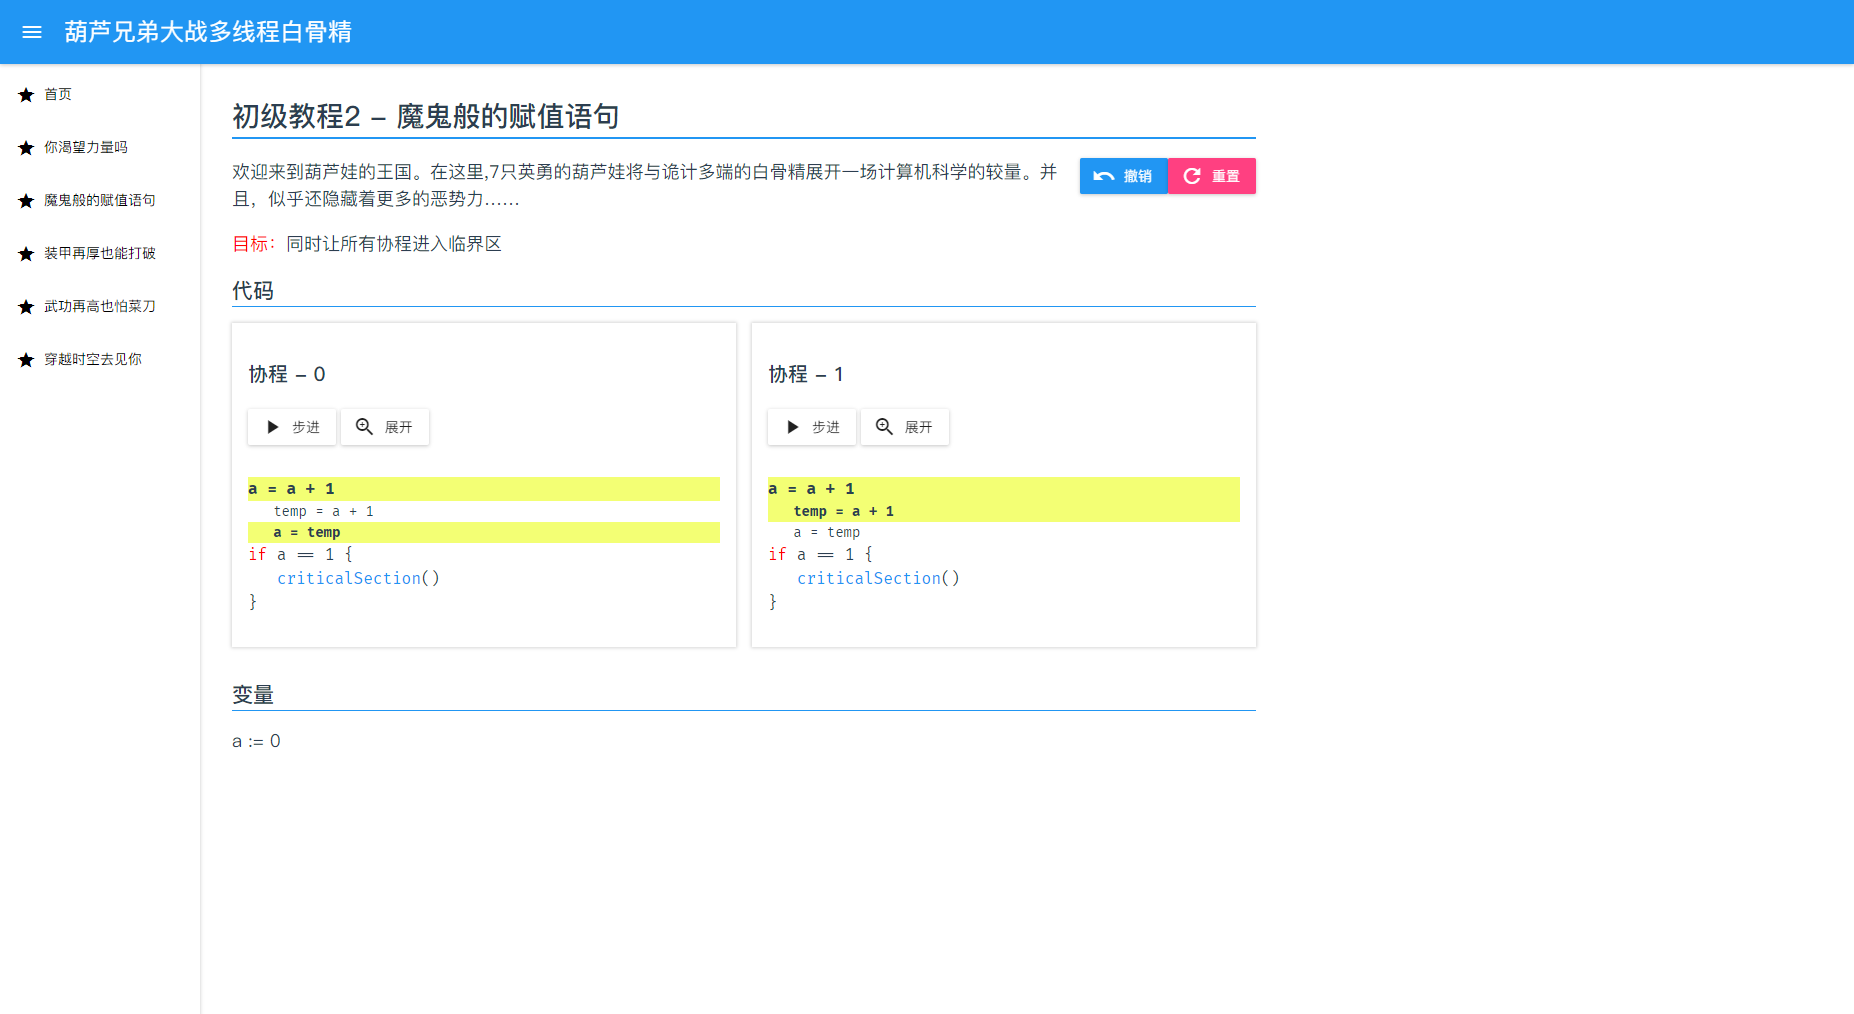 葫芦兄弟大战多线程白骨精
首页
你渴望力量吗
魔鬼般的赋值语句
装甲再厚也能打破
武功再高也怕菜刀
穿越时空去见你
初级教程2 - 魔鬼般的赋值语句
欢迎来到葫芦娃的王国。在这里,7只英勇的葫芦娃将与诡计多端的白骨精展开一场计算机科学的较量。并
且，似乎还隐藏着更多的恶势力……
撤销
重置
目标：同时让所有协程进入临界区
代码
协程 - 0
步进
展开
a = a + 1
temp = a + 1
a = temp
if a == 1 {
criticalSection()
}
协程 - 1
步进
展开
a = a + 1
temp = a + 1
a = temp
if a == 1 {
criticalSection()
}
变量
a := 0